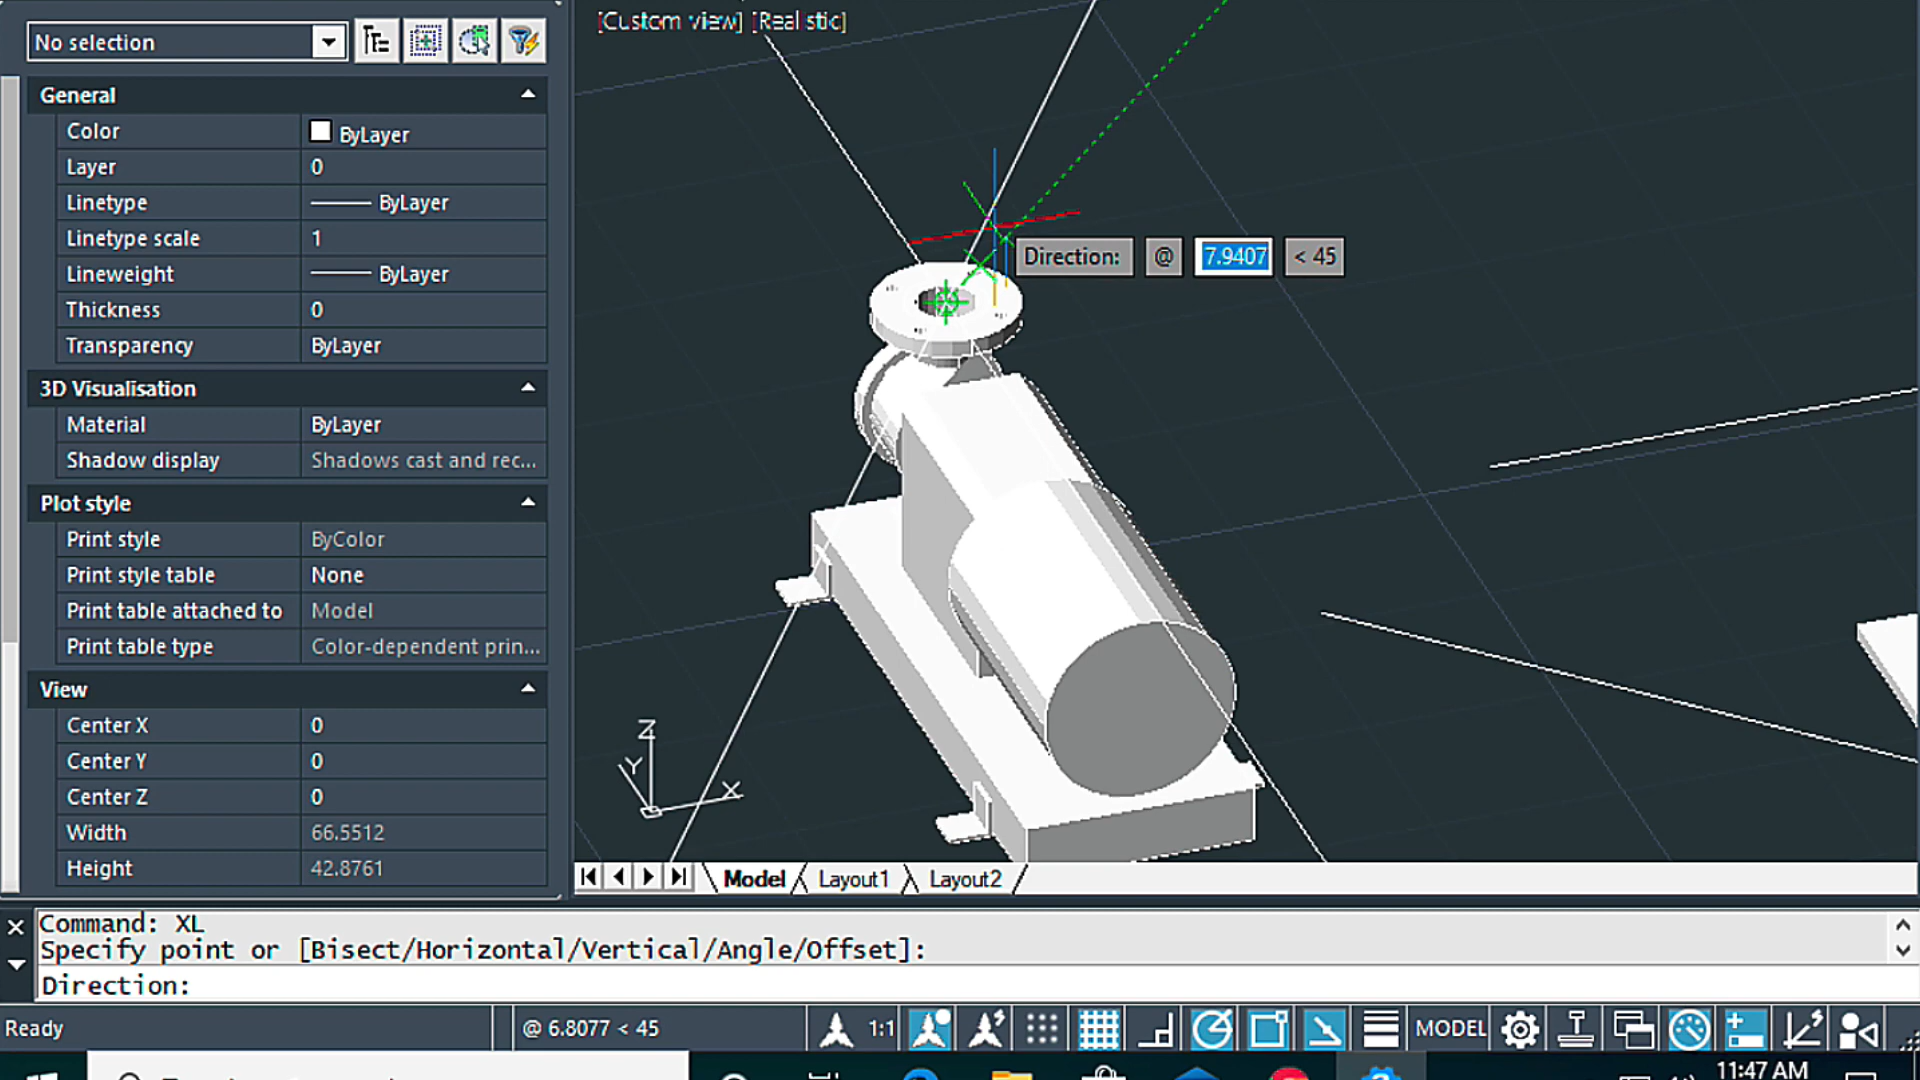 No selection
General
Color ByLayer
Layer 0
Linetype ByLayer
Linetype scale 1
Lineweight ByLayer
Thickness 0
Transparency ByLayer
3D Visualisation
Material ByLayer
Shadow display Shadows cast and rec...
Plot style
Print style ByColor
Print style table None
Print table attached to Model
Print table type Color-dependent prin...
View
Center X 0
Center Y 0
Center Z 0
Width 66.5512
Height 42.8761
[Custom view] [Realistic]
Direction: @ 7.9407 < 45
Z
Y
X
Model Layout1 Layout2
Command: XL
Specify point or [Bisect/Horizontal/Vertical/Angle/Offset]:
Direction:
Ready @ 6.8077 < 45 1:1 MODEL
11:47 AM